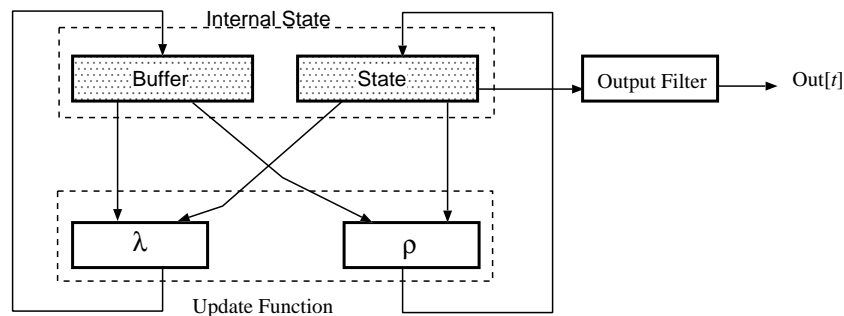 Internal State
Buffer
State
Output Filter
Out[t]
λ
ρ
Update Function